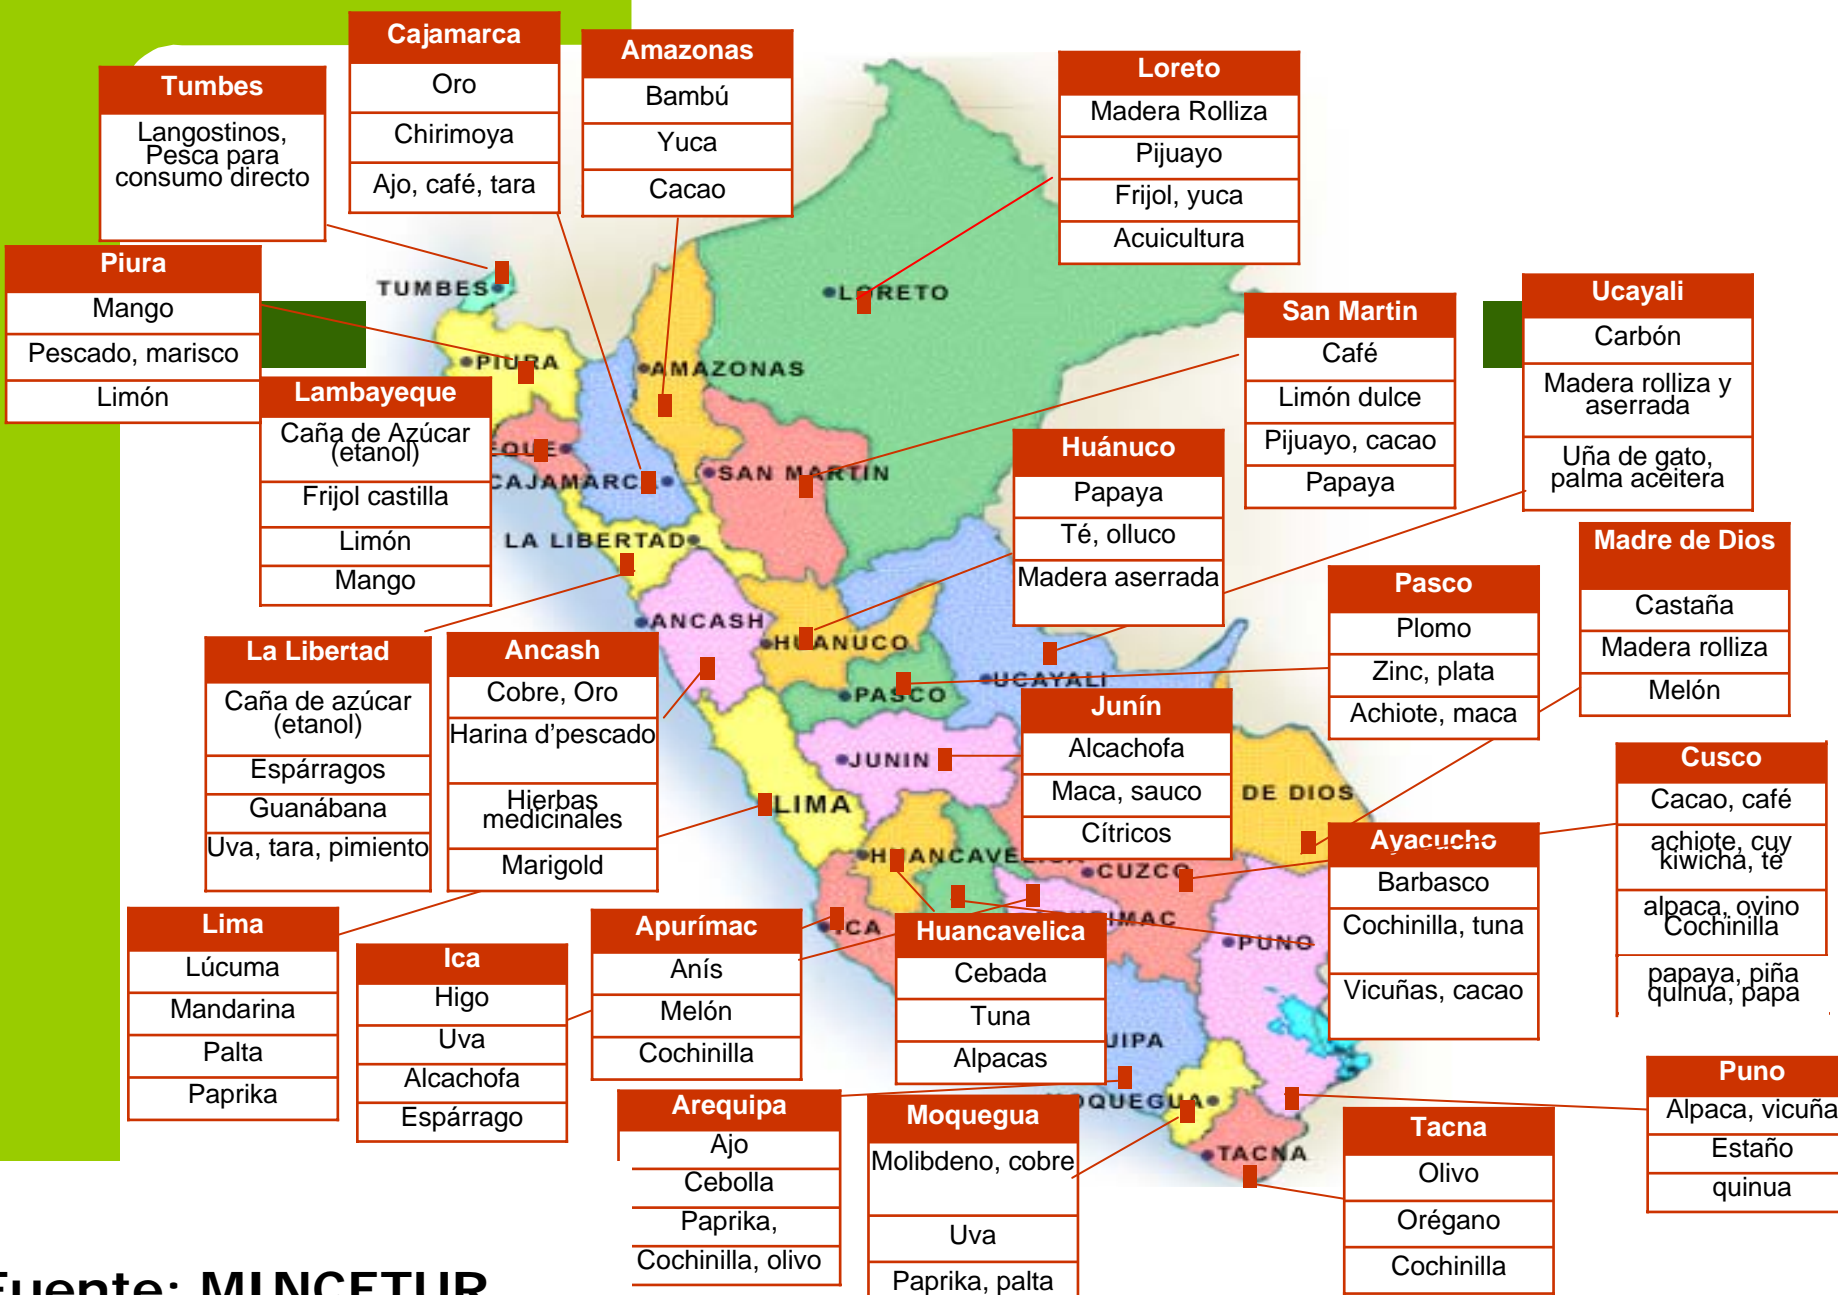 Cajamarca
Oro
Chirimoya
Ajo, café, tara
Amazonas
Bambú
Yuca
Cacao
Loreto
Madera Rolliza
Pijuayo
Frijol, yuca
Acuicultura
Tumbes
Langostinos,
Pesca para
consumo directo
Piura
Mango
Pescado, marisco
Limón
Lambayeque
Caña de Azúcar
(etanol)
Frijol castilla
Limón
Mango
San Martin
Café
Limón dulce
Pijuayo, cacao
Papaya
Ucayali
Carbón
Madera rolliza y
aserrada
Uña de gato,
palma aceitera
Huánuco
Papaya
Té, olluco
Madera aserrada
Madre de Dios
Castaña
Madera rolliza
Melón
Pasco
Plomo
Zinc, plata
Achiote, maca
La Libertad
Caña de azúcar
(etanol)
Espárragos
Guanábana
Uva, tara, pimiento
Ancash
Cobre, Oro
Harina d’pescado
Hierbas
medicinales
Marigold
Junín
Alcachofa
Maca, sauco
Cítricos
Cusco
Cacao, café
achiote, cuy
kiwicha, té
alpaca, ovino
Cochinilla
papaya, piña
quinua, papa
Ayacucho
Barbasco
Cochinilla, tuna
Vicuñas, cacao
Lima
Lúcuma
Mandarina
Palta
Paprika
Ica
Higo
Uva
Alcachofa
Espárrago
Apurímac
Anís
Melón
Cochinilla
Huancavelica
Cebada
Tuna
Alpacas
Arequipa
Ajo
Cebolla
Paprika,
Cochinilla, olivo
Moquegua
Molibdeno, cobre
Uva
Paprika, palta
Tacna
Olivo
Orégano
Cochinilla
Puno
Alpaca, vicuña
Estaño
quinua
TUMBES
LORETO
PIURA
AMAZONAS
QUE
CAJAMARCA
SAN MARTIN
LA LIBERTAD
ANCASH
HUANUCO
PASCO
UCAYALI
JUNIN
LIMA
DE DIOS
HUANCAVELICA
CUZCO
IMAC
ICA
PUNO
UIPA
OQUEGUA
TACNA
Fuente: MINCETUR